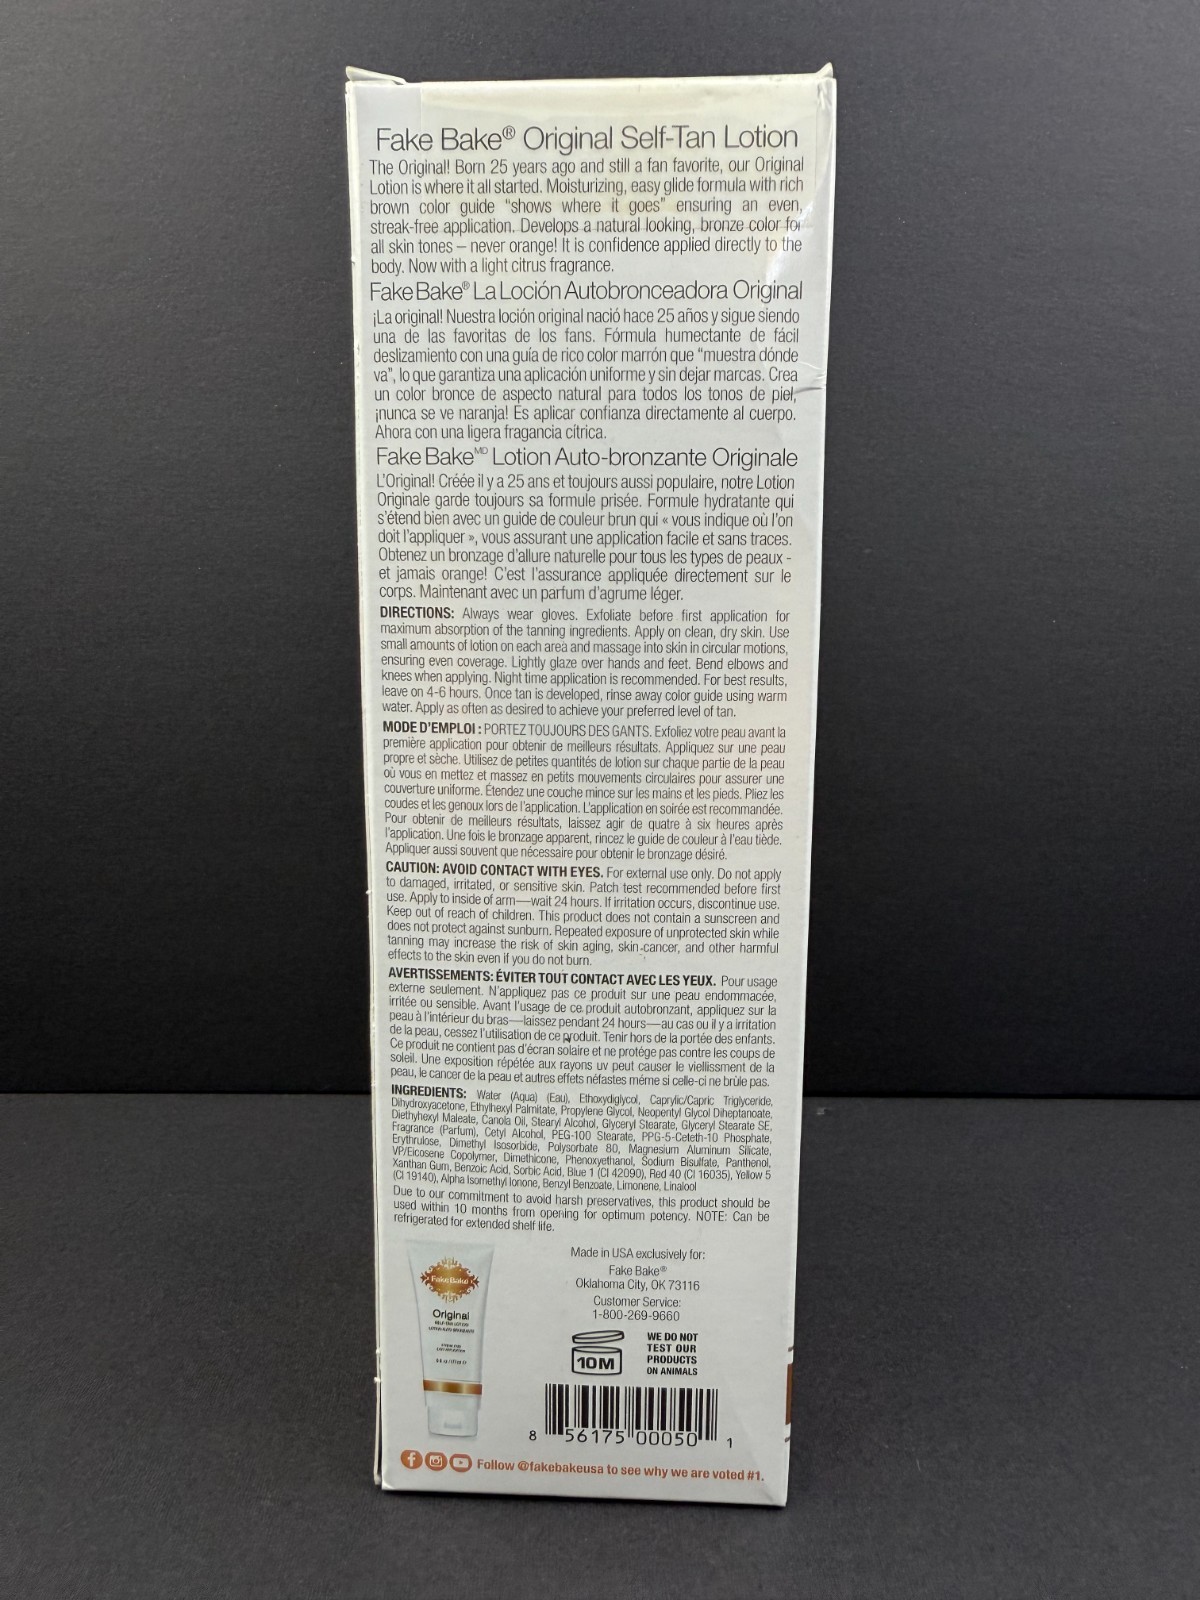 Fake Bake® Original Self-Tan Lotion
The Original! Born 25 years ago and still a fan favorite, our Original
Lotion is where it all started. Moisturizing, easy glide formula with rich
brown color guide "shows where it goes" ensuring an even,
streak-free application. Develops a natural looking, bronze color for
all skin tones – never orange! It is confidence applied directly to the
body. Now with a light citrus fragrance.
Fake Bake® La Loción Autobronceadora Original
¡La original! Nuestra loción original nació hace 25 años y sigue siendo
una de las favoritas de los fans. Fórmula humectante de fácil
deslizamiento con una guía de rico color marrón que "muestra dónde
va", lo que garantiza una aplicación uniforme y sin dejar marcas. Crea
un color bronce de aspecto natural para todos los tonos de piel,
¡nunca se ve naranja! Es aplicar confianza directamente al cuerpo.
Ahora con una ligera fragancia cítrica.
Fake Bake MD Lotion Auto-bronzante Originale
L'Original! Créée il y a 25 ans et toujours aussi populaire, notre Lotion
Originale garde toujours sa formule prisée. Formule hydratante qui
s'étend bien avec un guide de couleur brun qui « vous indique où l'on
doit l'appliquer », vous assurant une application facile et sans traces.
Obtenez un bronzage d'allure naturelle pour tous les types de peaux -
et jamais orange! C'est l'assurance appliquée directement sur le
corps. Maintenant avec un parfum d'agrume léger.
DIRECTIONS: Always wear gloves. Exfoliate before first application for
maximum absorption of the tanning ingredients. Apply on clean, dry skin. Use
small amounts of lotion on each area and massage into skin in circular motions,
ensuring even coverage. Lightly glaze over hands and feet. Bend elbows and
knees when applying. Night time application is recommended. For best results,
leave on 4-6 hours. Once tan is developed, rinse away color guide using warm
water. Apply as often as desired to achieve your preferred level of tan.
MODE D'EMPLOI : PORTEZ TOUJOURS DES GANTS. Exfoliez votre peau avant la
première application pour obtenir de meilleurs résultats. Appliquez sur une peau
propre et sèche. Utilisez de petites quantités de lotion sur chaque partie de la peau
où vous en mettez et massez en petits mouvements circulaires pour assurer une
couverture uniforme. Étendez une couche mince sur les mains et les pieds. Pliez les
coudes et les genoux lors de l'application. L'application en soirée est recommandée.
Pour obtenir de meilleurs résultats, laissez agir de quatre à six heures après
l'application. Une fois le bronzage apparent, rincez le guide de couleur à l'eau tiède.
Appliquer aussi souvent que nécessaire pour obtenir le bronzage désiré.
CAUTION: AVOID CONTACT WITH EYES. For external use only. Do not apply
to damaged, irritated, or sensitive skin. Patch test recommended before first
use. Apply to inside of arm—wait 24 hours. If irritation occurs, discontinue use.
Keep out of reach of children. This product does not contain a sunscreen and
does not protect against sunburn. Repeated exposure of unprotected skin while
tanning may increase the risk of skin aging, skin cancer, and other harmful
effects to the skin even if you do not burn.
AVERTISSEMENTS: ÉVITER TOUT CONTACT AVEC LES YEUX. Pour usage
externe seulement. N'appliquez pas ce produit sur une peau endommacée,
irritée ou sensible. Avant l'usage de ce produit autobronzant, appliquez sur la
peau à l'intérieur du bras—laissez pendant 24 hours—au cas ou il y a irritation
de la peau, cessez l'utilisation de ce produit. Tenir hors de la portée des enfants.
Ce produit ne contient pas d'écran solaire et ne protége pas contre les coups de
soleil. Une exposition répétée aux rayons uv peut causer le viellissment de la
peau, le cancer de la peau et autres effets néfastes méme si celle-ci ne brûle pas.
INGREDIENTS: Water (Aqua) (Eau), Ethoxydiglycol, Caprylic/Capric Triglyceride,
Dihydroxyacetone, Ethylhexyl Palmitate, Propylene Glycol, Neopentyl Glycol Diheptanoate,
Diethyhexyl Maleate, Canola Oil, Stearyl Alcohol, Glyceryl Stearate, Glyceryl Stearate SE,
Fragrance (Parfum), Cetyl Alcohol, PEG-100 Stearate, PPG-5-Ceteth-10 Phosphate,
Erythrulose, Dimethyl Isosorbide, Polysorbate 80, Magnesium Aluminum Silicate,
VP/Eicosene Copolymer, Dimethicone, Phenoxyethanol, Sodium Bisulfate, Panthenol,
Xanthan Gum, Benzoic Acid, Sorbic Acid, Blue 1 (CI 42090), Red 40 (CI 16035), Yellow 5
(CI 19140), Alpha Isomethyl Ionone, Benzyl Benzoate, Limonene, Linalool
Due to our commitment to avoid harsh preservatives, this product should be
used within 10 months from opening for optimum potency. NOTE: Can be
refrigerated for extended shelf life.
Fake Bake
Original
SELF-TAN LOTION
LOTION AUTO-BRONZANTE
Made in USA exclusively for:
Fake Bake®
Oklahoma City, OK 73116
Customer Service:
1-800-269-9660
10M
WE DO NOT
TEST OUR
PRODUCTS
ON ANIMALS
8 56175 00050 1
Follow @fakebakeusa to see why we are voted #1.